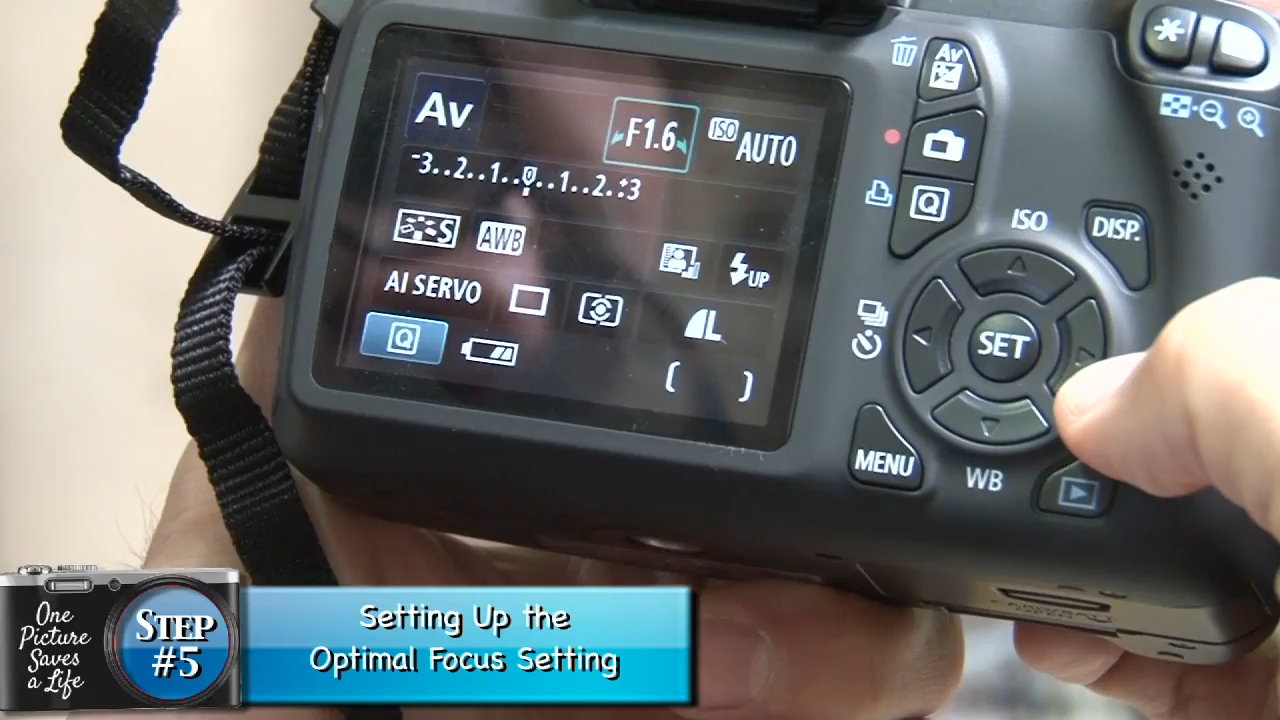 Av
F1.6
ISO AUTO
-3..2..1..0..1..2..+3
S
AWB
UP
AI SERVO
L
Q
[ ]
Av
Q
ISO
DISP.
SET
MENU
WB
One
Picture
Saves
a Life
STEP
#5
Setting Up the
Optimal Focus Setting